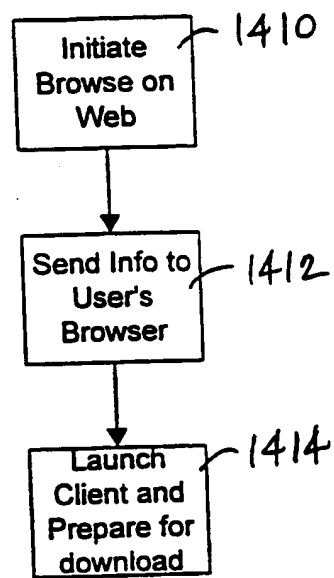 Initiate
Browse on
Web
1410
Send Info to
User's
Browser
1412
Launch
Client and
Prepare for
download
1414